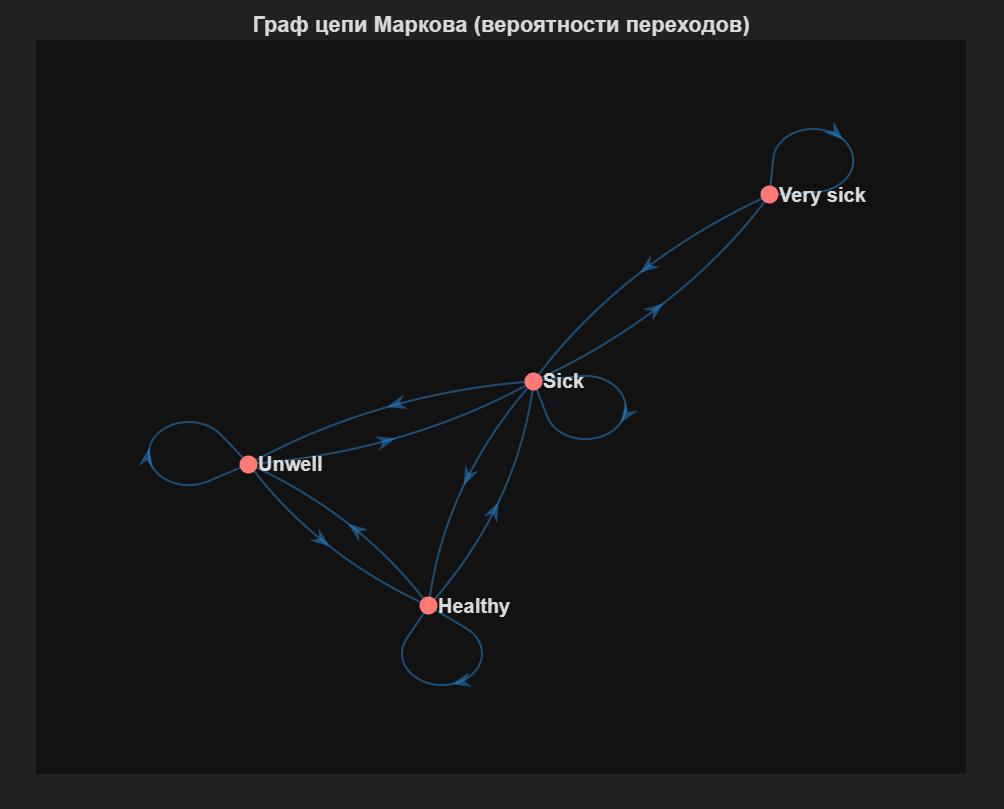 Граф цепи Маркова (вероятности переходов)
Very sick
Sick
Unwell
Healthy